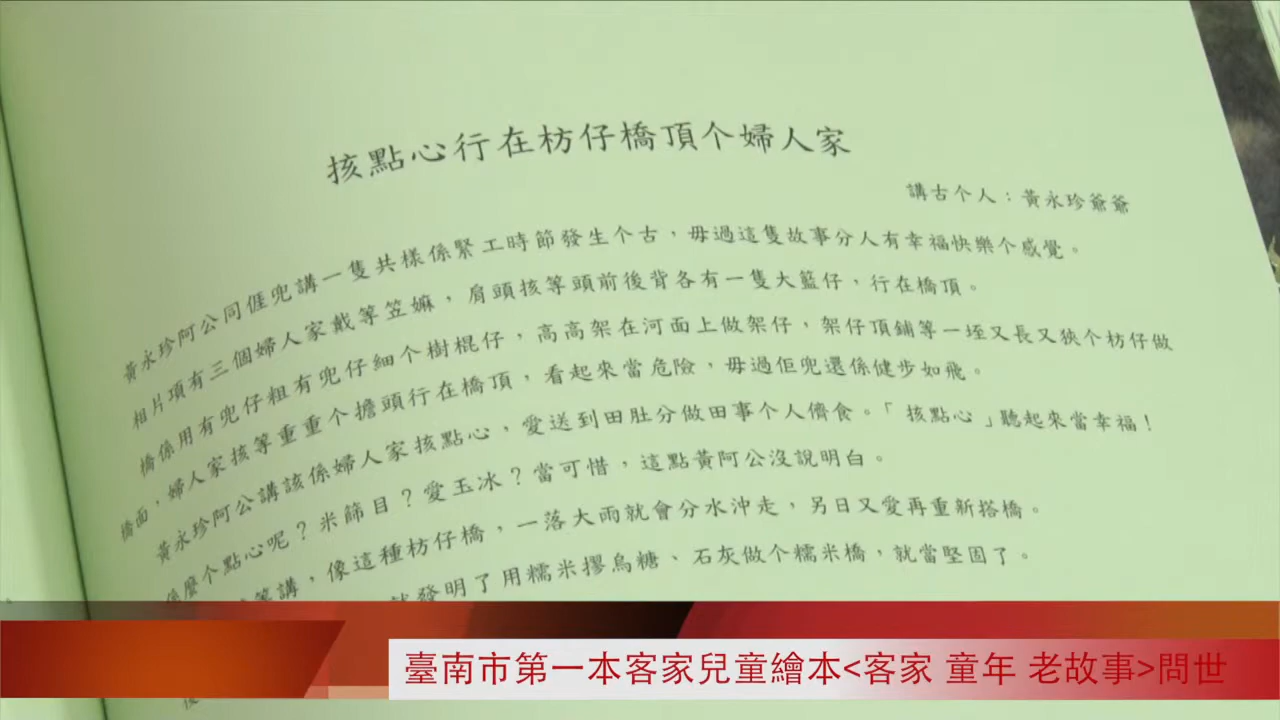 核點心行在枋仔橋頂个婦人家
講古个人：黃永珍爺爺
黃永珍阿公同𠊎兜講一隻共樣係緊工時節發生个古，毋過這隻故事分人有幸福快樂个感覺。
相片項有三個婦人家戴等笠嫲，肩頭核等頭前後背各有一隻大籃仔，行在橋頂。
橋係用有兜仔粗有兜仔細个樹棍仔，高高架在河面上做架仔，架仔頂鋪等一垤又長又狹个枋仔做
橋面，婦人家核等重重个擔頭行在橋頂，看起來當危險，毋過佢兜還係健步如飛。
黃永珍阿公講該係婦人家核點心，愛送到田肚分做田事个人儕食。「核點心」聽起來當幸福！
係麼个點心呢？米篩目？愛玉冰？當可惜，這點黃阿公沒說明白。
等講，像這種枋仔橋，一落大雨就會分水沖走，另日又愛再重新搭橋。
發明了用糯米摎烏糖、石灰做个糯米橋，就當堅固了。
臺南市第一本客家兒童繪本<客家 童年 老故事>問世